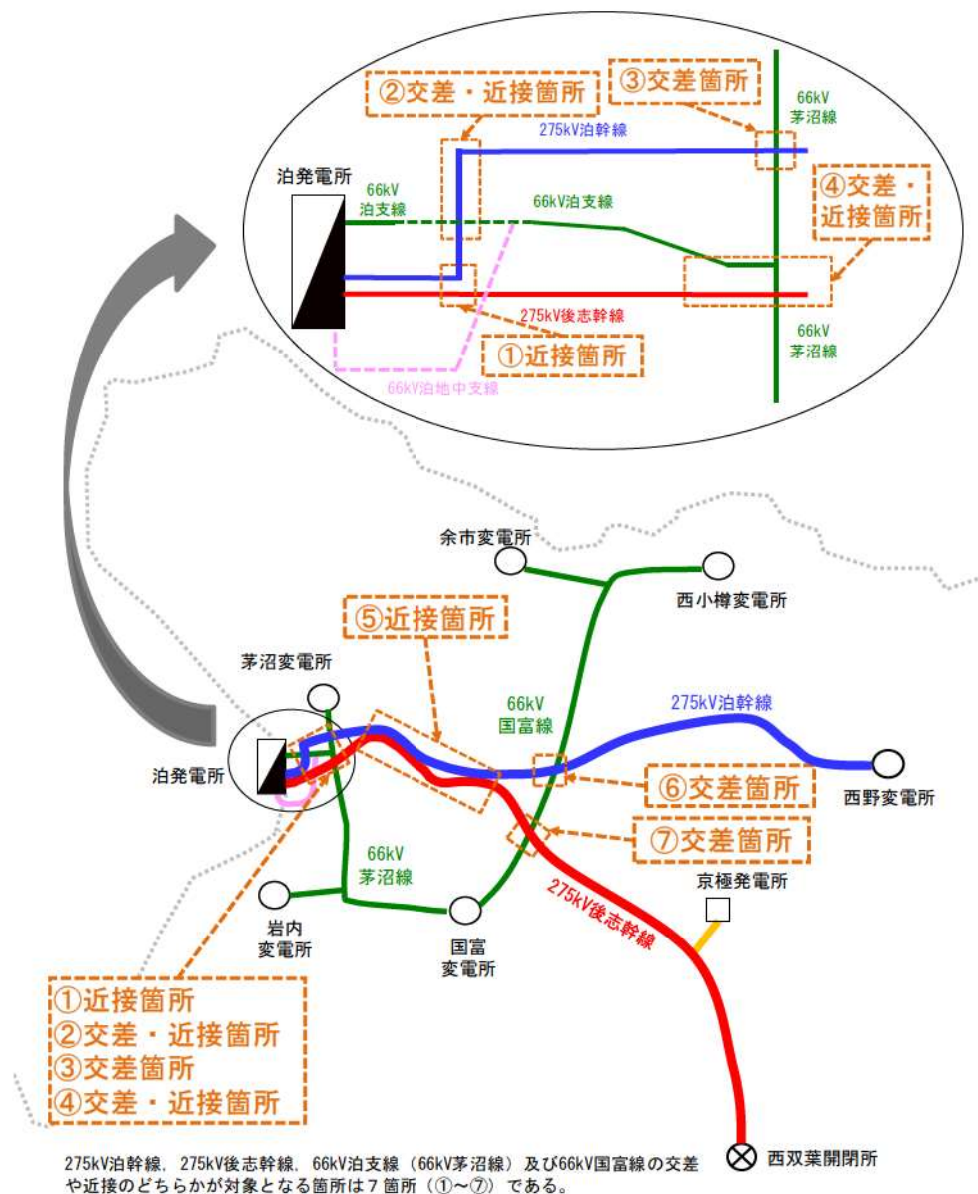 ②交差・近接箇所
③交差箇所
66kV
茅沼線
275kV泊幹線
泊発電所
66kV
泊支線
66kV泊支線
④交差・
近接箇所
275kV後志幹線
①近接箇所
66kV
茅沼線
66kV泊地中支線
余市変電所
西小樽変電所
⑤近接箇所
茅沼変電所
66kV
国富線
275kV泊幹線
泊発電所
⑥交差箇所
西野変電所
⑦交差箇所
66kV
茅沼線
京極発電所
275kV後志幹線
岩内
変電所
国富
変電所
①近接箇所
②交差・近接箇所
③交差箇所
④交差・近接箇所
西双葉開閉所
275kV泊幹線，275kV後志幹線，66kV泊支線（66kV茅沼線）及び66kV国富線の交差
や近接のどちらかが対象となる箇所は７箇所（①～⑦）である。